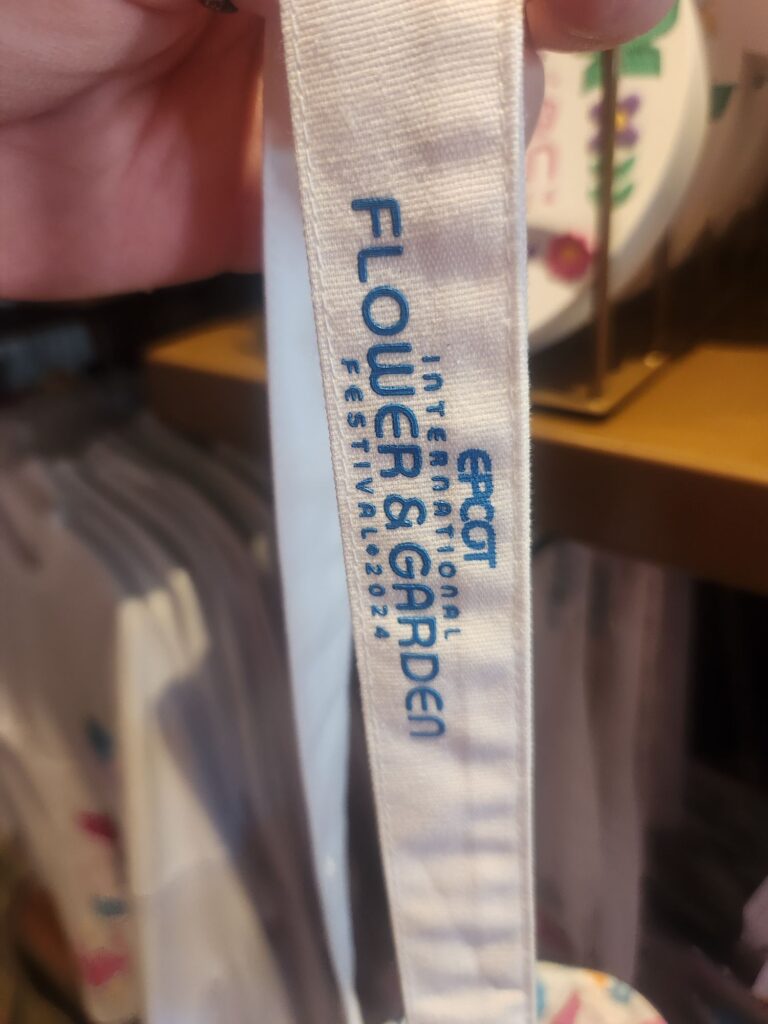 EPCOT
INTERNATIONAL
FLOWER & GARDEN
FESTIVAL•2024